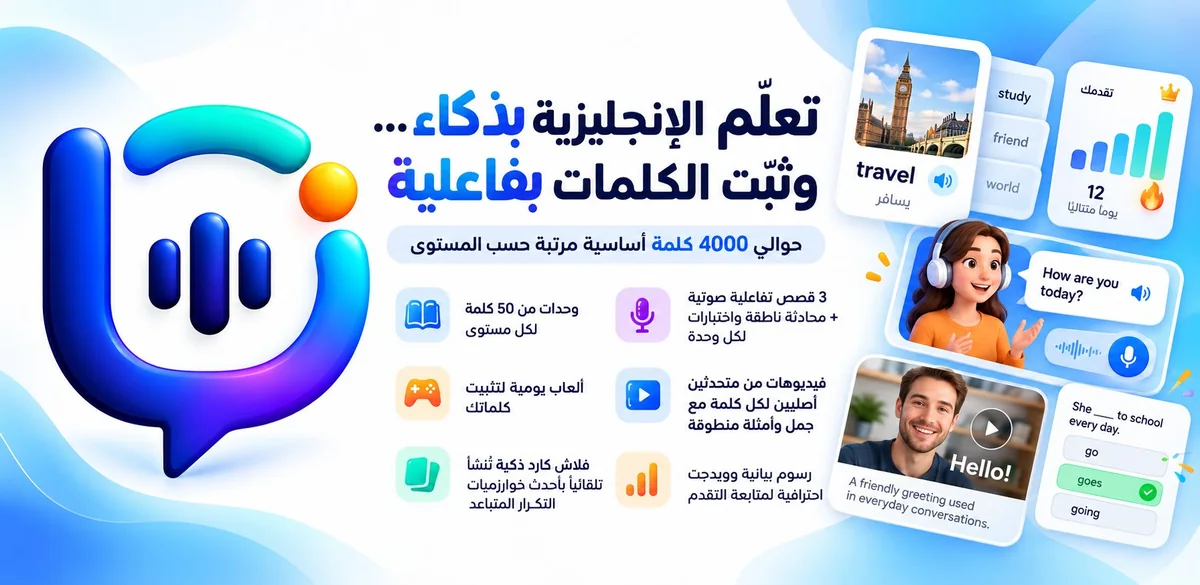 تعلّم الإنجليزية بذكاء...
وثبّت الكلمات بفاعلية
حوالي 4000 كلمة أساسية مرتبة حسب المستوى
3 قصص تفاعلية صوتية
+ محادثة ناطقة واختبارات
لكل وحدة
وحدات من 50 كلمة
لكل مستوى
فيديوهات من متحدثين
أصليين لكل كلمة مع
جمل وأمثلة منطوقة
ألعاب يومية لتثبيت
كلماتك
رسوم بيانية وويدجت
احترافية لمتابعة التقدم
فلاش كارد ذكية تُنشأ
تلقائياً بأحدث خوارزميات
التكرار المتباعد
travel
يسافر
study
friend
world
تقدمك
12
يوماً متتاليًا
How are you
today?
Hello!
A friendly greeting used
in everyday conversations.
She ___ to school
every day.
go
goes
going